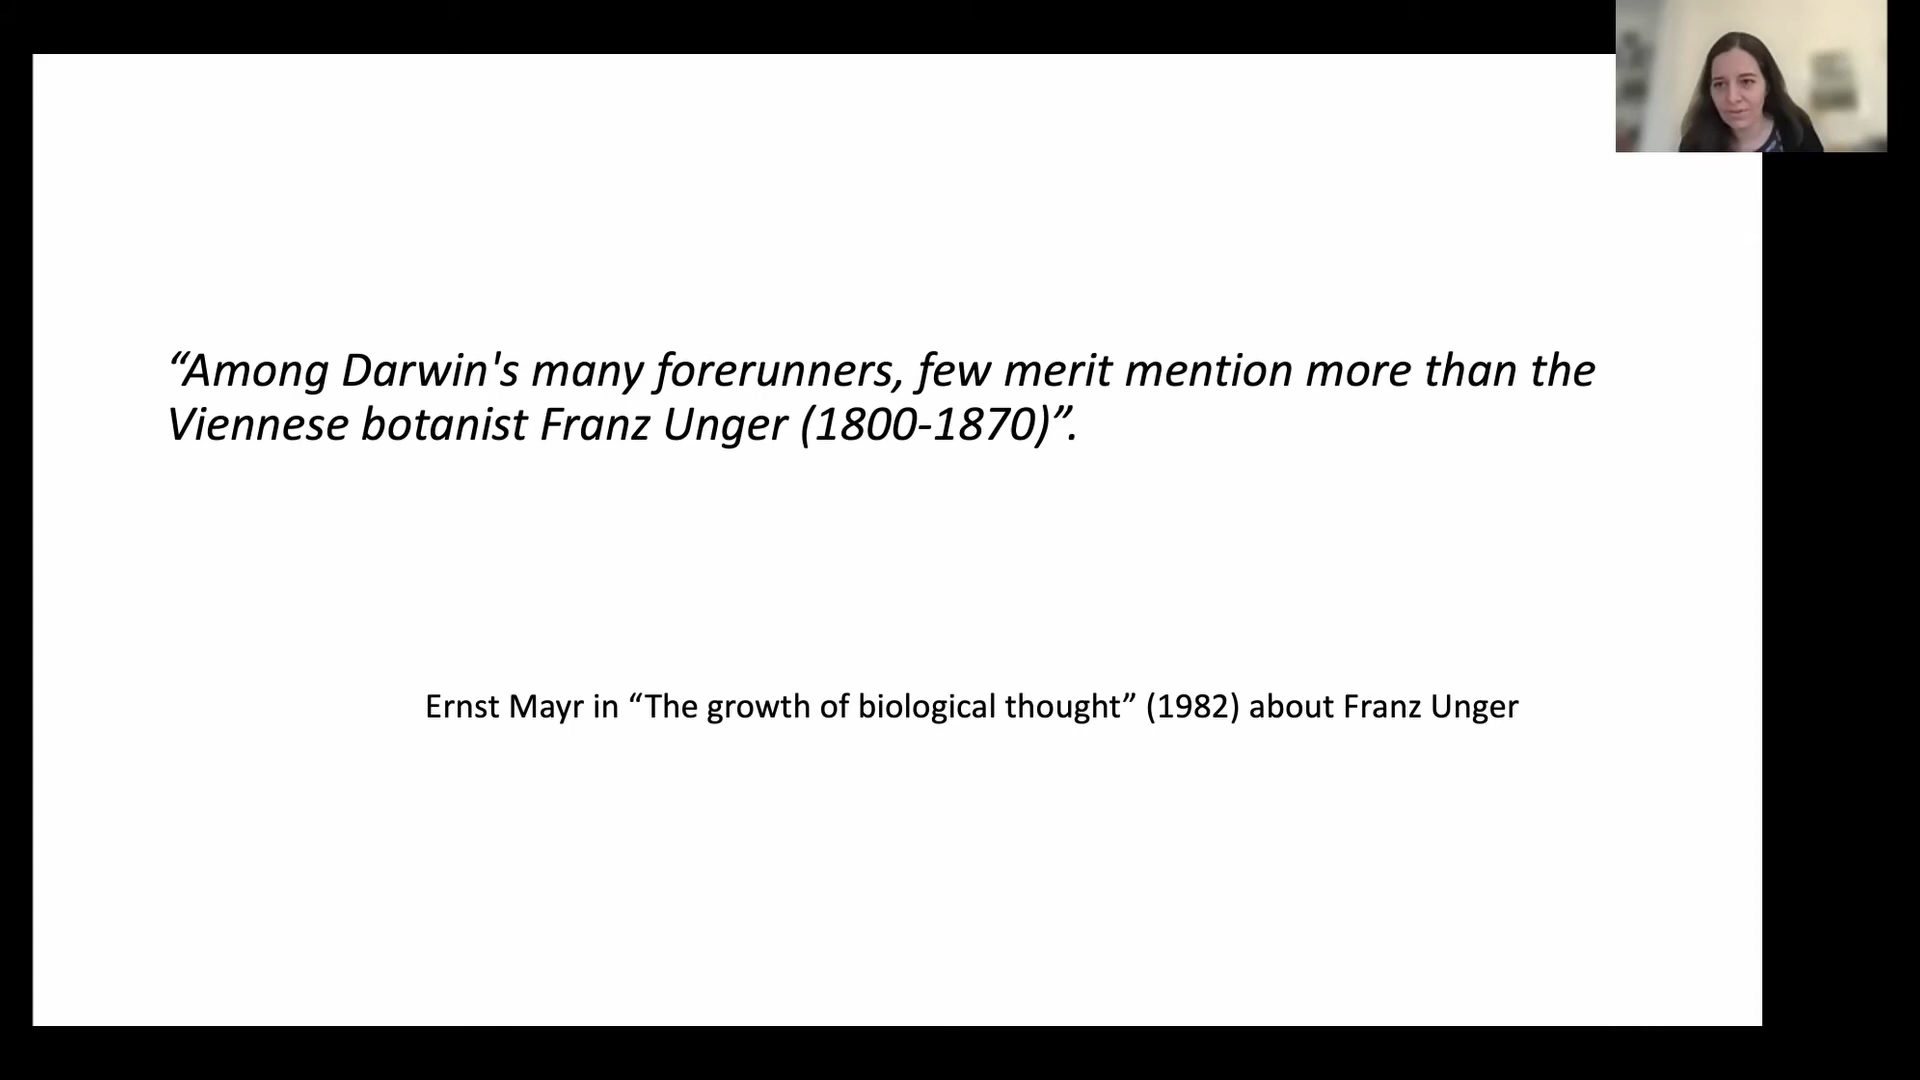 “Among Darwin's many forerunners, few merit mention more than the
Viennese botanist Franz Unger (1800-1870)”.
Ernst Mayr in “The growth of biological thought” (1982) about Franz Unger